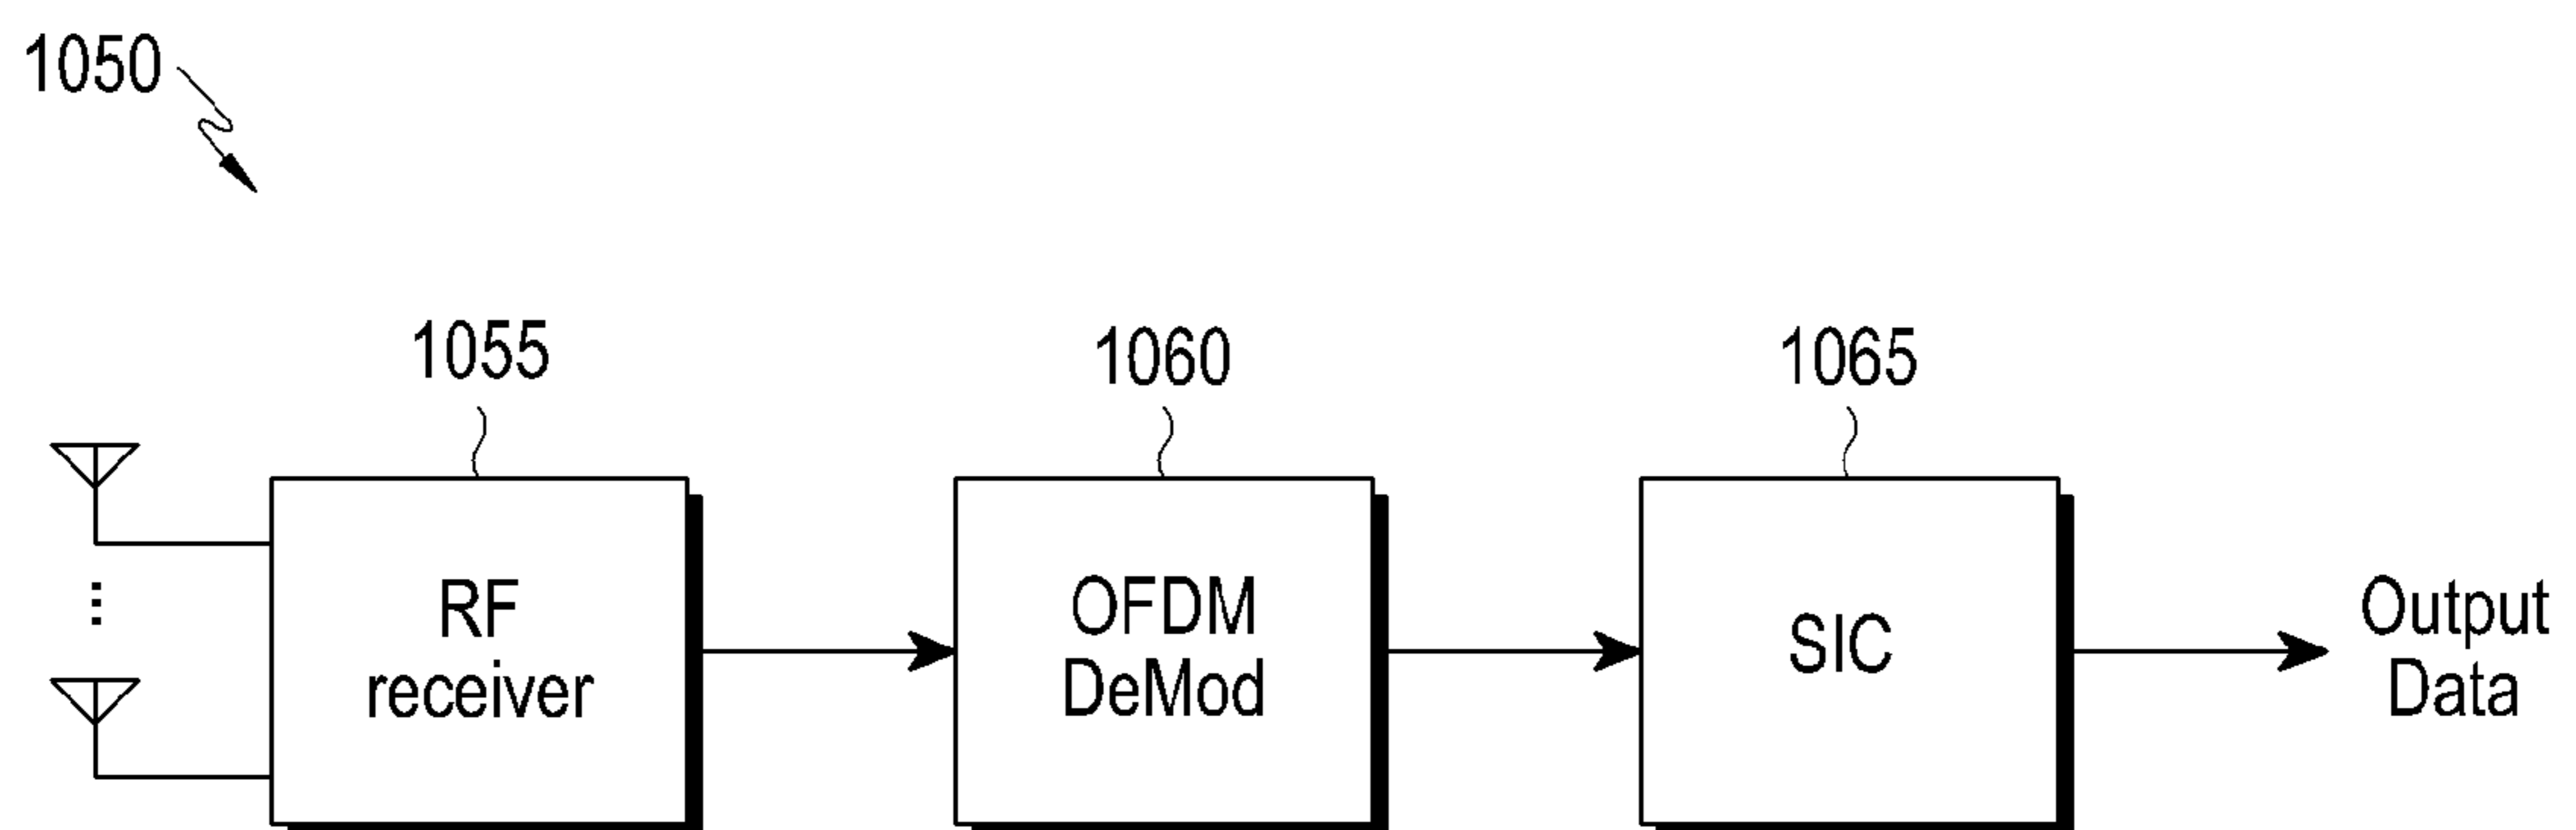 1050
1055
1060
1065
RF
receiver
OFDM
DeMod
SIC
Output
Data